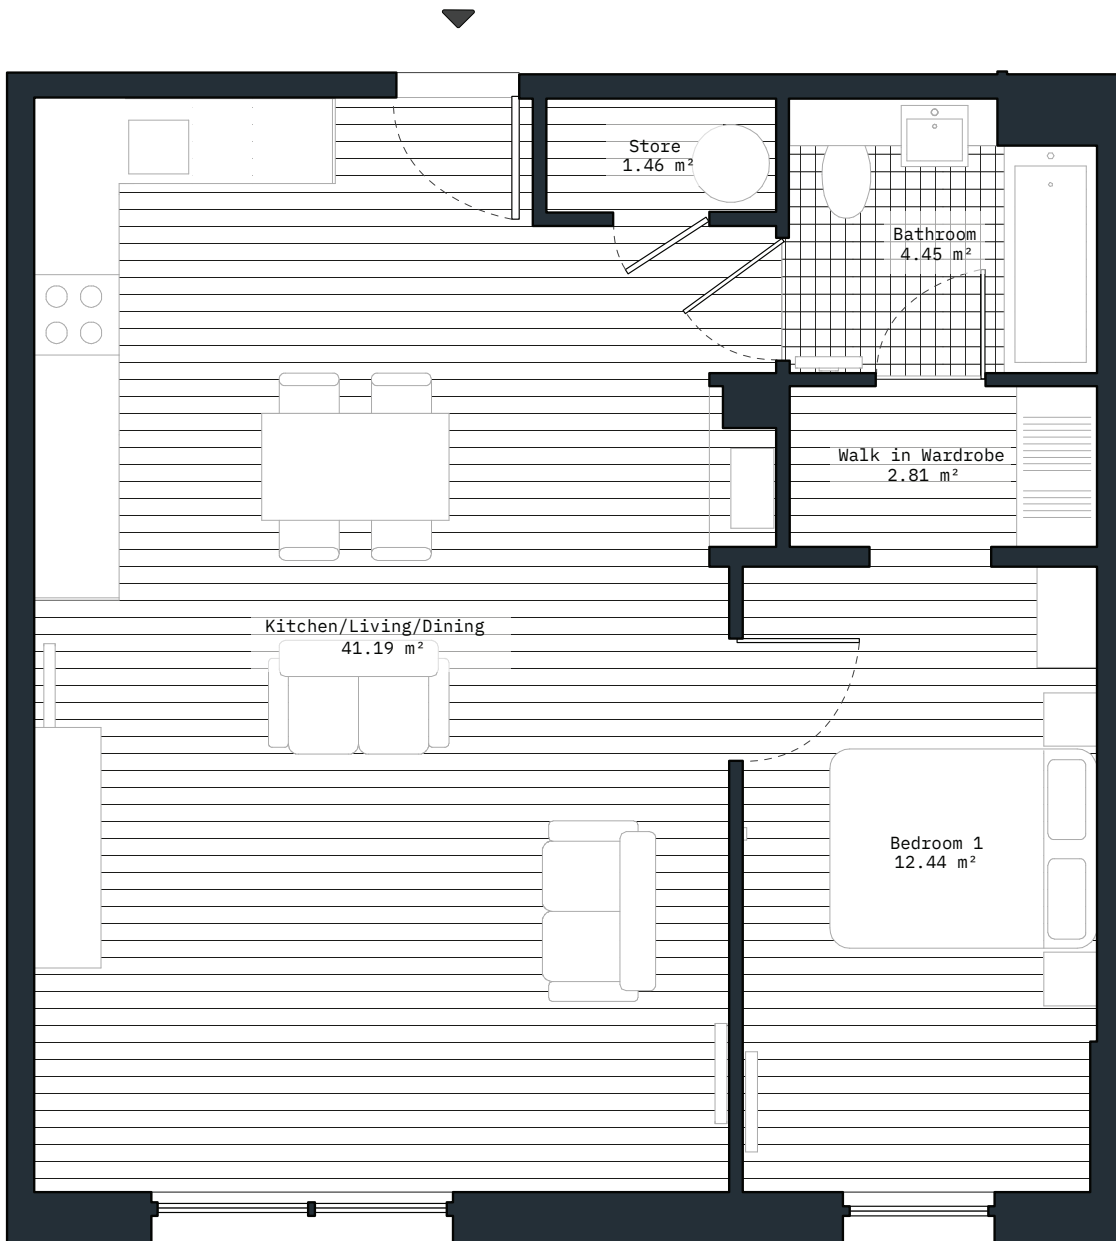 Store
1.46 m²
Bathroom
4.45 m²
Walk in Wardrobe
2.81 m²
Kitchen/Living/Dining
41.19 m²
Bedroom 1
12.44 m²